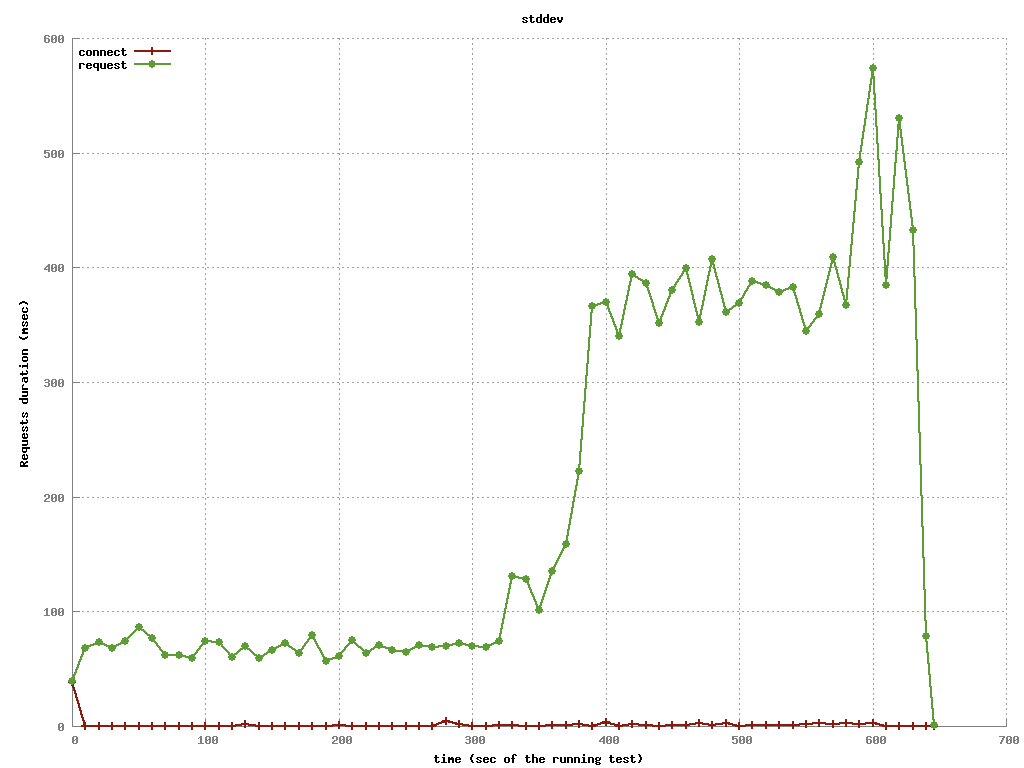 stddev
connect
request
600
500
400
300
200
100
0
Requests duration (msec)
0 100 200 300 400 500 600 700
time (sec of the running test)